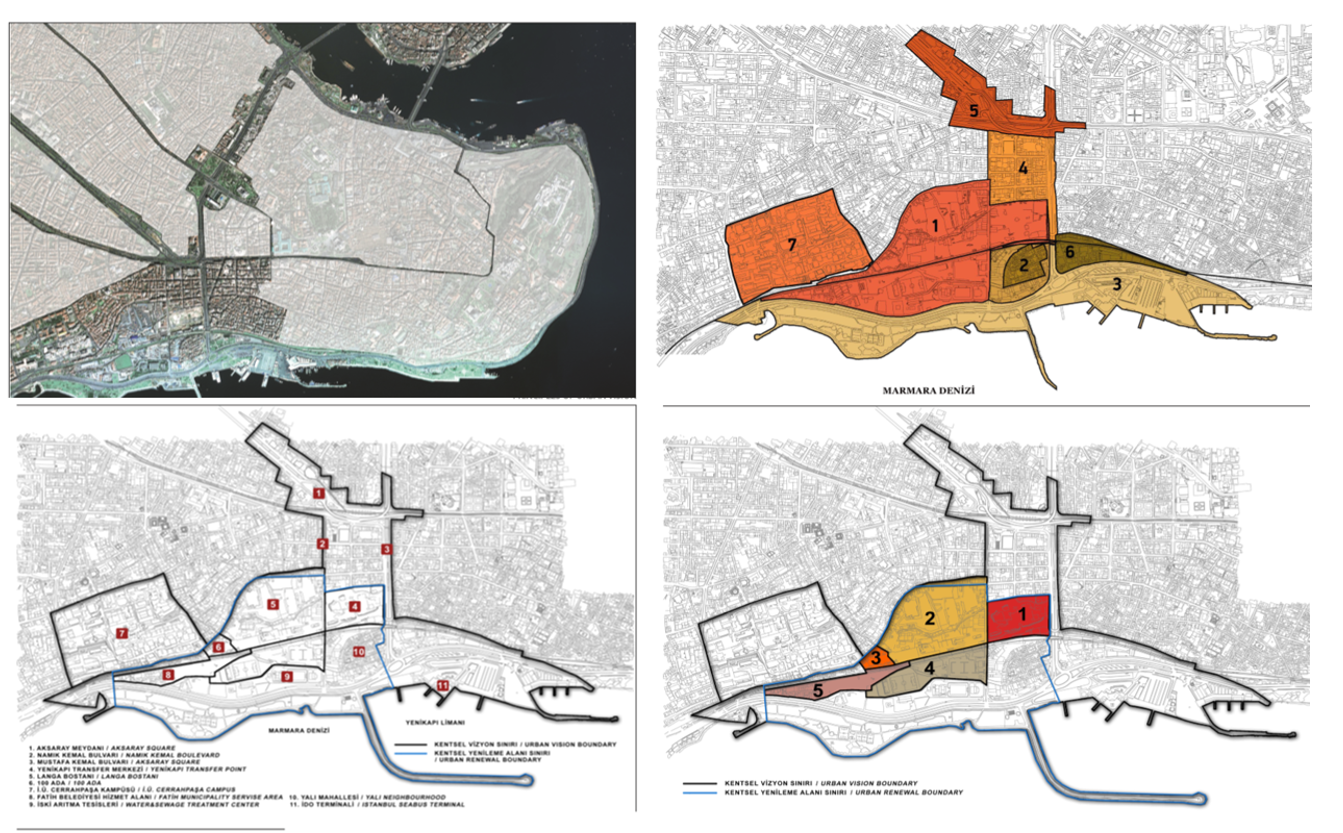 5
4
1
7
2
6
3
MARMARA DENİZİ
1
2
3
5
4
6
7
10
8
9
11
YENİKAPI LİMANI
MARMARA DENİZİ
KENTSEL VİZYON SINIRI / URBAN VISION BOUNDARY
KENTSEL YENİLEME ALANI SINIRI
/ URBAN RENEWAL BOUNDARY
1. AKSARAY MEYDANI / AKSARAY SQUARE
2. NAMIK KEMAL BULVARI / NAMIK KEMAL BOULEVARD
3. MUSTAFA KEMAL BULVARI / AKSARAY SQUARE
4. YENİKAPI TRANSFER MERKEZİ / YENİKAPI TRANSFER POINT
5. LANGA BOSTANI / LANGA BOSTANI
6. 100 ADA / 100 ADA
7. İ.Ü. CERRAHPAŞA KAMPÜSÜ / İ.Ü. CERRAHPAŞA CAMPUS
8. FATİH BELEDİYESİ HİZMET ALANI / FATİH MUNICIPALITY SERVISE AREA
9. İSKİ ARITMA TESİSLERİ / WATER&SEWAGE TREATMENT CENTER
10. YALI MAHALLESİ / YALI NEIGHBOURHOOD
11. İDO TERMİNALİ / ISTANBUL SEABUS TERMINAL
1
2
3
4
5
KENTSEL VİZYON SINIRI / URBAN VISION BOUNDARY
KENTSEL YENİLEME ALANI SINIRI / URBAN RENEWAL BOUNDARY